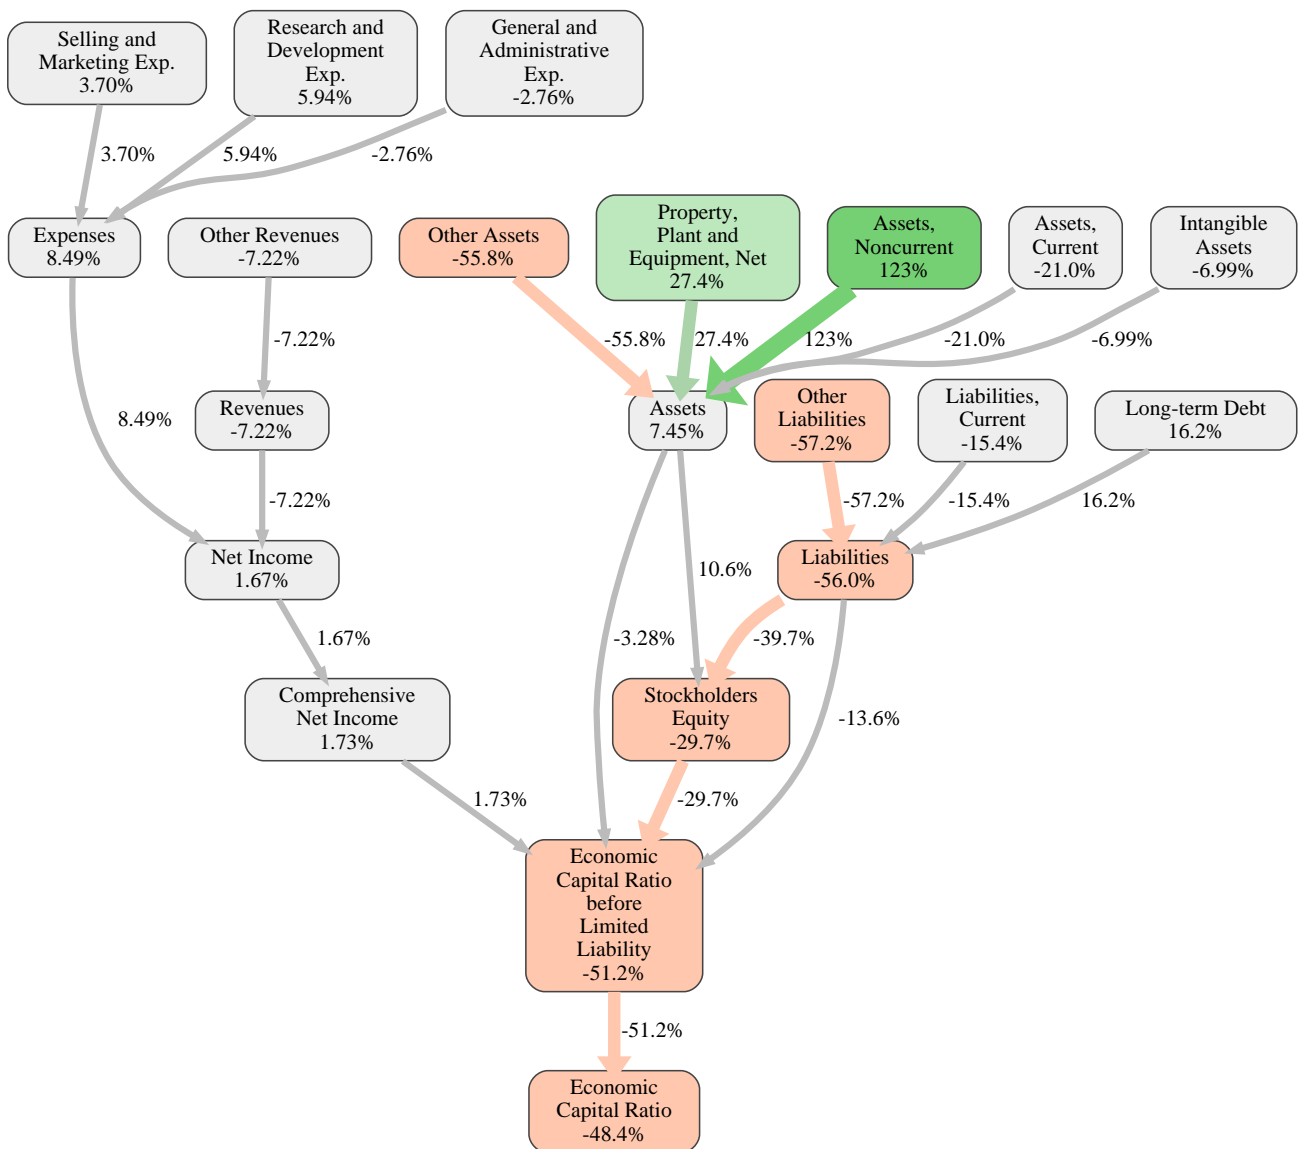 Selling and
Marketing Exp.
3.70%
Research and
Development
Exp.
5.94%
General and
Administrative
Exp.
-2.76%
3.70%
5.94%
-2.76%
Expenses
8.49%
Other Revenues
-7.22%
Other Assets
-55.8%
Property,
Plant and
Equipment, Net
27.4%
Assets,
Noncurrent
123%
Assets,
Current
-21.0%
Intangible
Assets
-6.99%
-7.22%
-55.8%
27.4%
123%
-21.0%
-6.99%
8.49%
Revenues
-7.22%
Assets
7.45%
Other
Liabilities
-57.2%
Liabilities,
Current
-15.4%
Long-term Debt
16.2%
-7.22%
-57.2%
-15.4%
16.2%
Net Income
1.67%
10.6%
Liabilities
-56.0%
1.67%
-3.28%
-39.7%
Comprehensive
Net Income
1.73%
Stockholders
Equity
-29.7%
-13.6%
1.73%
-29.7%
Economic
Capital Ratio
before
Limited
Liability
-51.2%
-51.2%
Economic
Capital Ratio
-48.4%